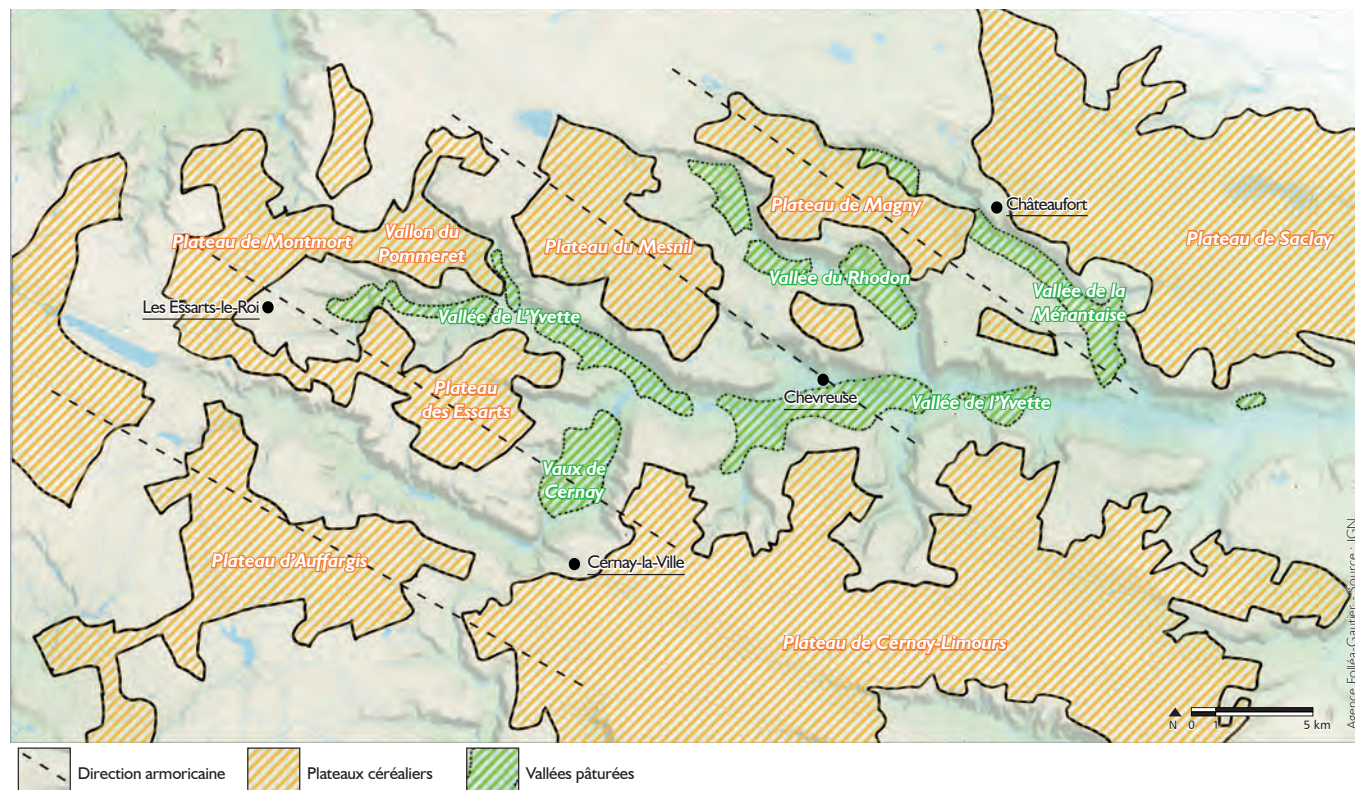 Plateau de Magny
Châteaufort
Plateau de Montmort
Vallon du
Pommeret
Plateau du Mesnil
Plateau de Saclay
Vallée du Rhodon
Les Essarts-le-Roi
Vallée de L'Yvette
Vallée de la
Mérantaise
Plateau
des Essarts
Chevreuse
Vallée de l'Yvette
Vaux de
Cernay
Plateau d'Auffargis
Cernay-la-Ville
Plateau de Cernay-Limours
Agence Folléa-Gautier - Source : IGN
N 0 1 5 km
Direction armoricaine
Plateaux céréaliers
Vallées pâturées